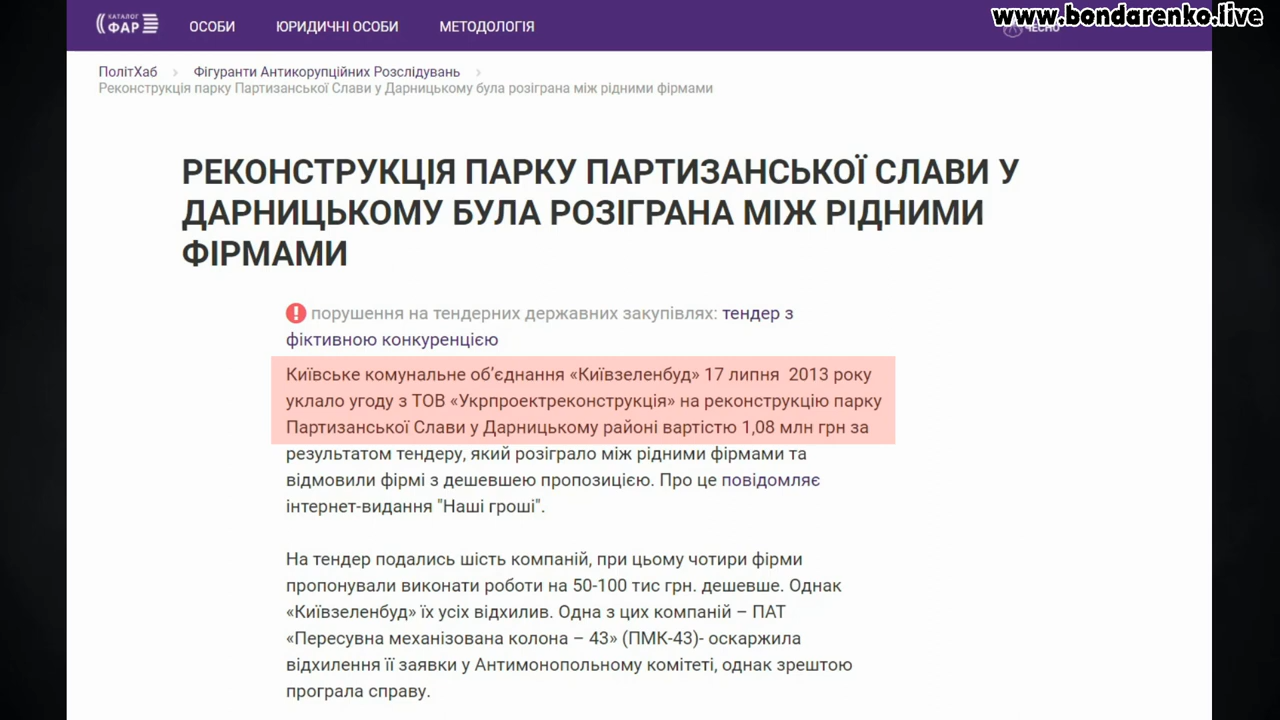 www.bondarenko.live
КАТАЛОГ
ФАР
ОСОБИ
ЮРИДИЧНІ ОСОБИ
МЕТОДОЛОГІЯ
ЧЕСНО
ПолітХаб
Фігуранти Антикорупційних Розслідувань
Реконструкція парку Партизанської Слави у Дарницькому була розіграна між рідними фірмами
РЕКОНСТРУКЦІЯ ПАРКУ ПАРТИЗАНСЬКОЇ СЛАВИ У
ДАРНИЦЬКОМУ БУЛА РОЗІГРАНА МІЖ РІДНИМИ
ФІРМАМИ
порушення на тендерних державних закупівлях: тендер з
фіктивною конкуренцією
Київське комунальне об’єднання «Київзеленбуд» 17 липня 2013 року
уклало угоду з ТОВ «Укрпроектреконструкція» на реконструкцію парку
Партизанської Слави у Дарницькому районі вартістю 1,08 млн грн за
результатом тендеру, який розіграло між рідними фірмами та
відмовили фірмі з дешевшею пропозицією. Про це повідомляє
інтернет-видання "Наші гроші".
На тендер подались шість компаній, при цьому чотири фірми
пропонували виконати роботи на 50-100 тис грн. дешевше. Однак
«Київзеленбуд» їх усіх відхилив. Одна з цих компаній – ПАТ
«Пересувна механізована колона – 43» (ПМК-43)- оскаржила
відхилення її заявки у Антимонопольному комітеті, однак зрештою
програла справу.